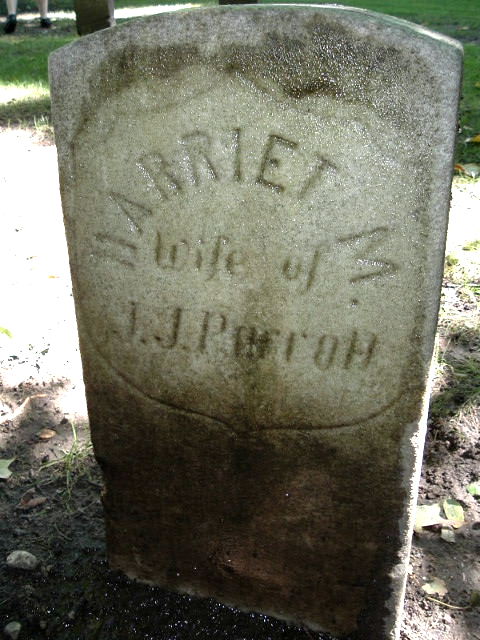 HARRIET M.
Wife of
J.J. Parrott